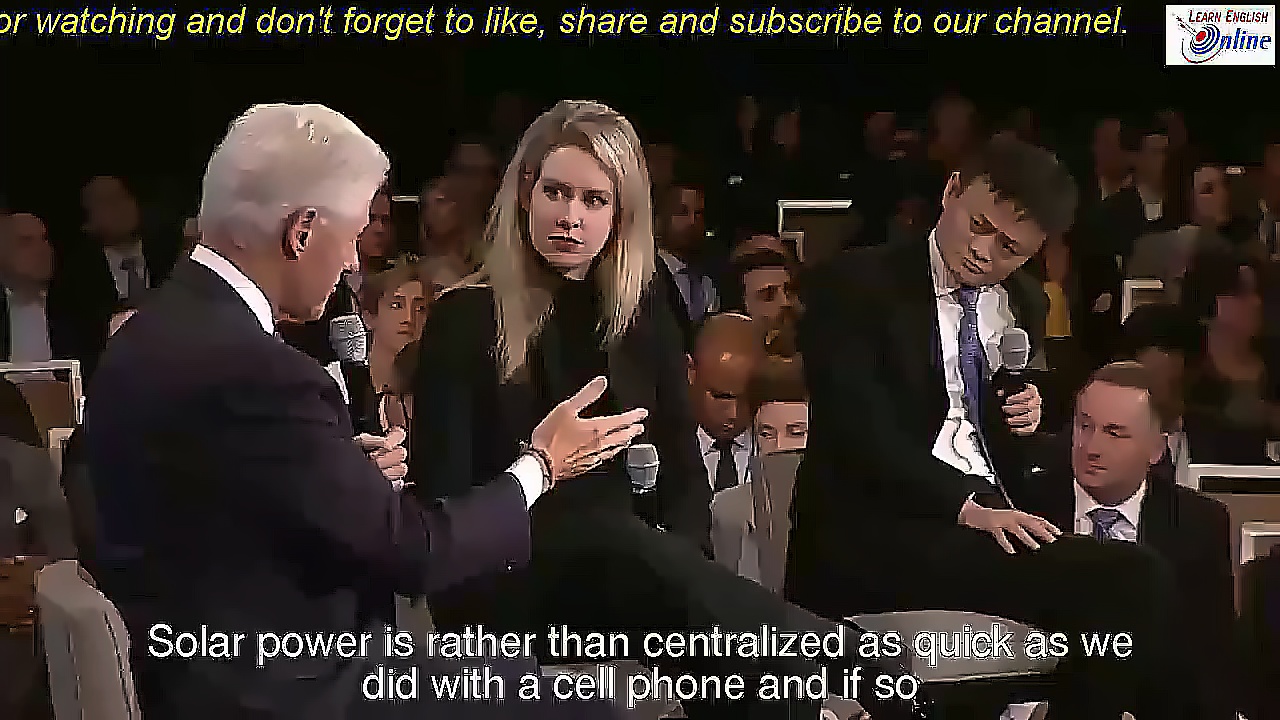 or watching and don't forget to like, share and subscribe to our channel.
LEARN ENGLISH
Online
Solar power is rather than centralized as quick as we
did with a cell phone and if so